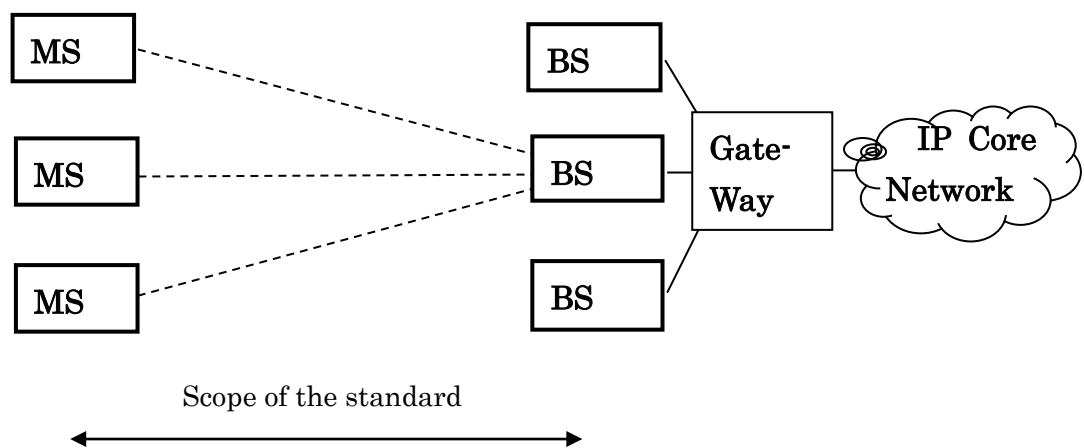 MS
BS
MS
BS
Gate-
Way
IP Core
Network
MS
BS
Scope of the standard